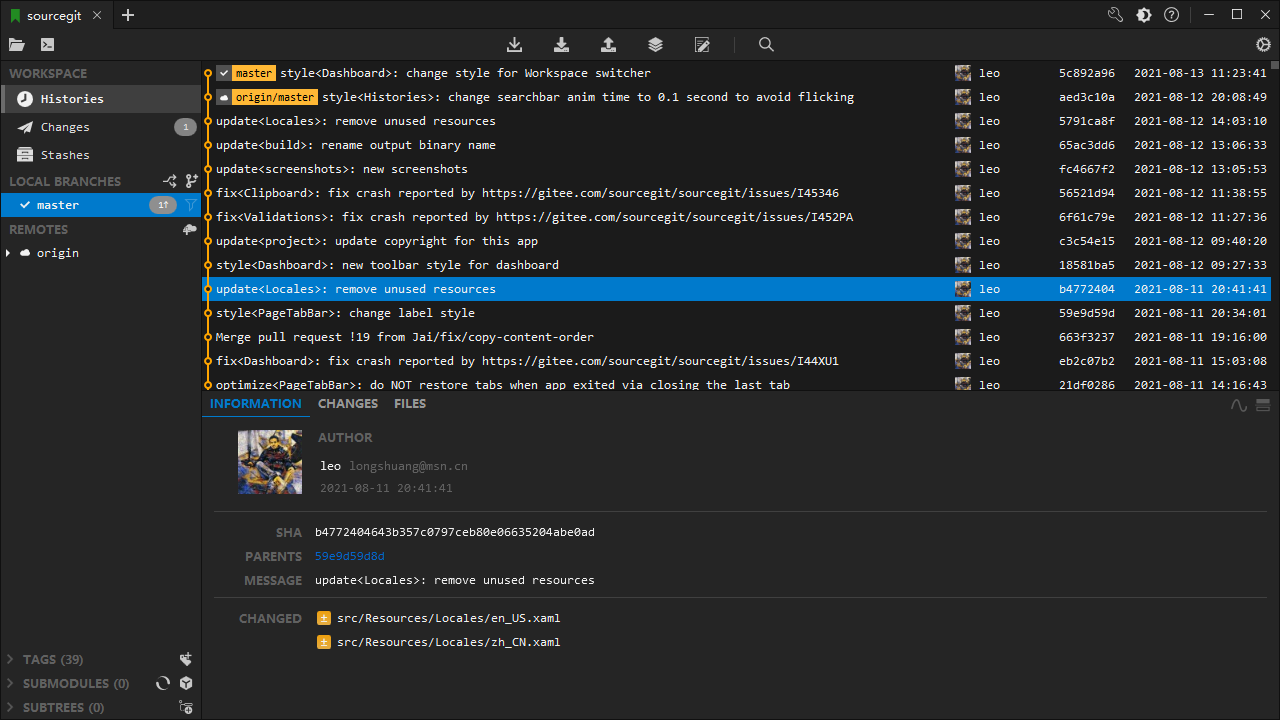 sourcegit
WORKSPACE
Histories
Changes 1
Stashes
LOCAL BRANCHES
master 1↑
REMOTES
origin
TAGS (39)
SUBMODULES (0)
SUBTREES (0)
master style<Dashboard>: change style for Workspace switcher leo 5c892a96 2021-08-13 11:23:41
origin/master style<Histories>: change searchbar anim time to 0.1 second to avoid flicking leo aed3c10a 2021-08-12 20:08:49
update<Locales>: remove unused resources leo 5791ca8f 2021-08-12 14:03:10
update<build>: rename output binary name leo 65ac3dd6 2021-08-12 13:06:33
update<screenshots>: new screenshots leo fc4667f2 2021-08-12 13:05:53
fix<Clipboard>: fix crash reported by https://gitee.com/sourcegit/sourcegit/issues/I45346 leo 56521d94 2021-08-12 11:38:55
fix<Validations>: fix crash reported by https://gitee.com/sourcegit/sourcegit/issues/I452PA leo 6f61c79e 2021-08-12 11:27:36
update<project>: update copyright for this app leo c3c54e15 2021-08-12 09:40:20
style<Dashboard>: new toolbar style for dashboard leo 18581ba5 2021-08-12 09:27:33
update<Locales>: remove unused resources leo b4772404 2021-08-11 20:41:41
style<PageTabBar>: change label style leo 59e9d59d 2021-08-11 20:34:01
Merge pull request !19 from Jai/fix/copy-content-order leo 663f3237 2021-08-11 19:16:00
fix<Dashboard>: fix crash reported by https://gitee.com/sourcegit/sourcegit/issues/I44XU1 leo eb2c07b2 2021-08-11 15:03:08
optimize<PageTabBar>: do NOT restore tabs when app exited via closing the last tab leo 21df0286 2021-08-11 14:16:43
INFORMATION CHANGES FILES
AUTHOR
leo longshuang@msn.cn
2021-08-11 20:41:41
SHA b4772404643b357c0797ceb80e06635204abe0ad
PARENTS 59e9d59d8d
MESSAGE update<Locales>: remove unused resources
CHANGED ± src/Resources/Locales/en_US.xaml
± src/Resources/Locales/zh_CN.xaml